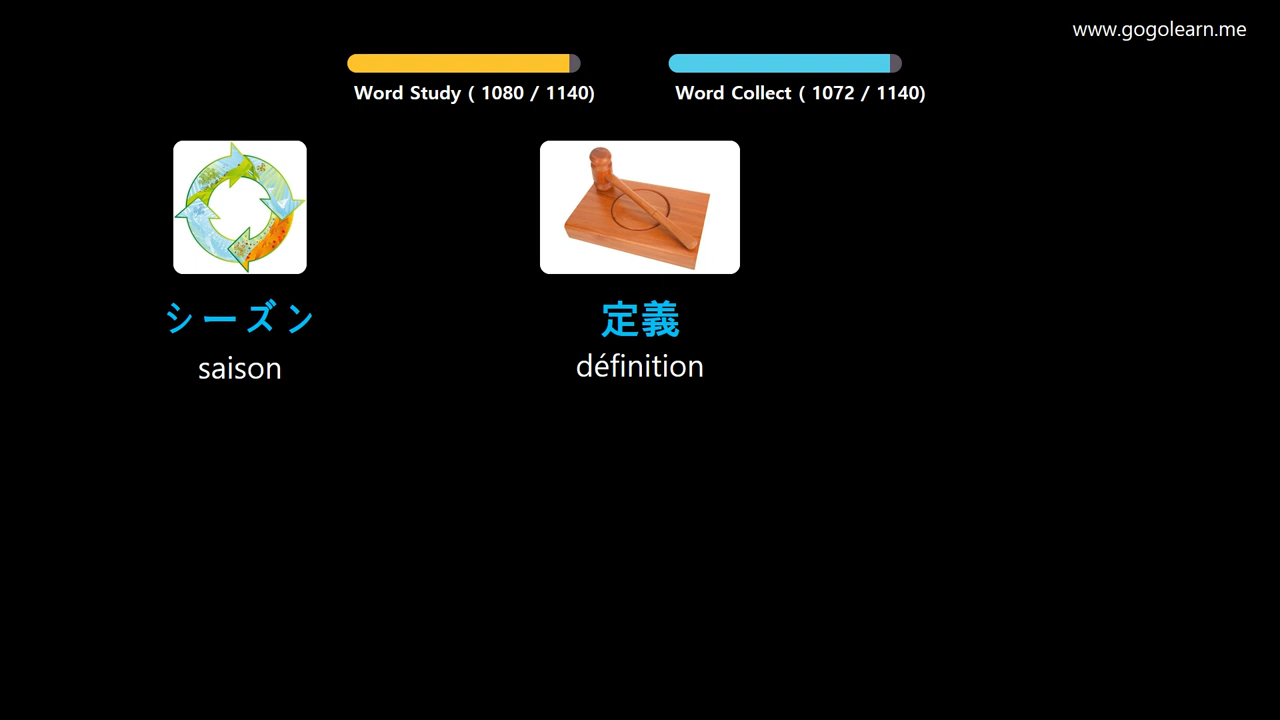 www.gogolearn.me
Word Study ( 1080 / 1140)
Word Collect ( 1072 / 1140)
シーズン
saison
定義
définition